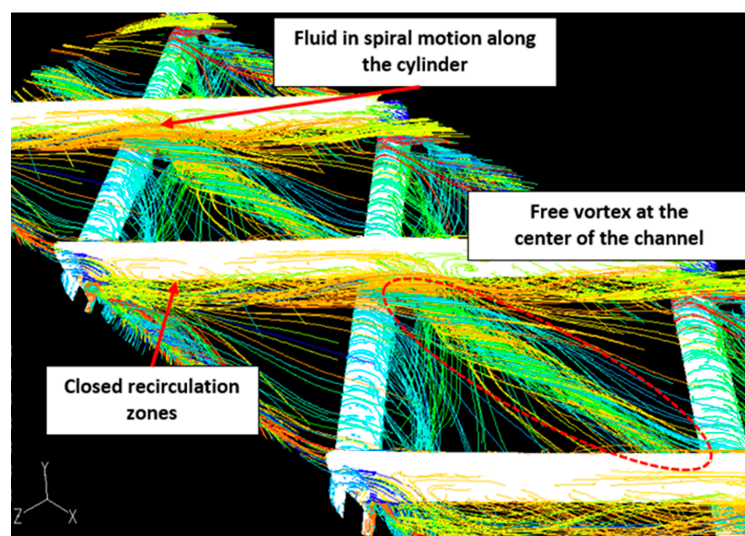 Fluid in spiral motion along
the cylinder
Free vortex at the
center of the channel
Closed recirculation
zones
Y
Z
X